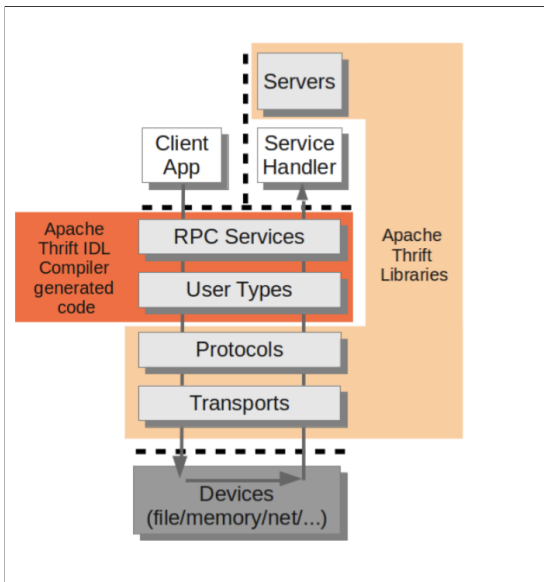 Servers
Client
App
Service
Handler
Apache
Thrift IDL
Compiler
generated
code
RPC Services
User Types
Apache
Thrift
Libraries
Protocols
Transports
Devices
(file/memory/net/...)